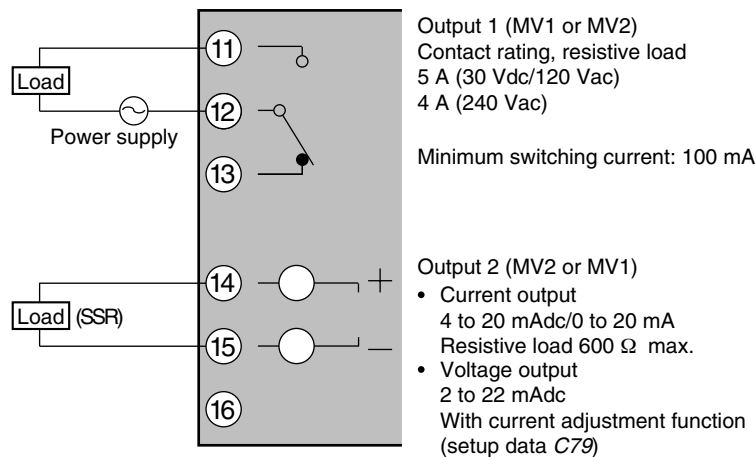 11
Load
12
Power supply
13
Output 1 (MV1 or MV2)
Contact rating, resistive load
5 A (30 Vdc/120 Vac)
4 A (240 Vac)
Minimum switching current: 100 mA
14
+
Load (SSR)
15
—
16
Output 2 (MV2 or MV1)
• Current output
4 to 20 mAdc/0 to 20 mA
Resistive load 600 Ω max.
• Voltage output
2 to 22 mAdc
With current adjustment function
(setup data C79)